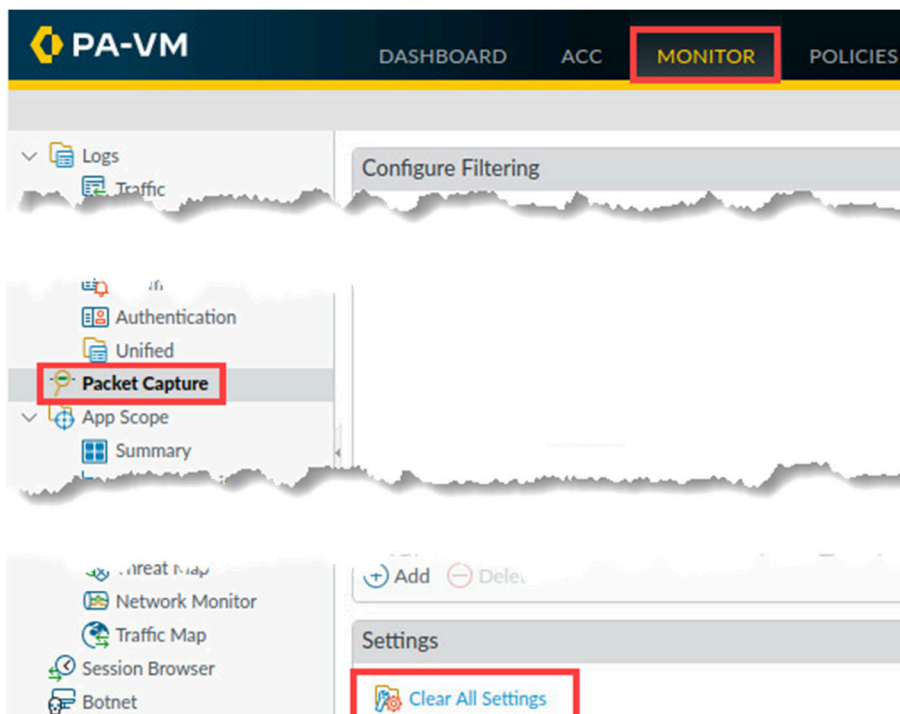 PA-VM
DASHBOARD ACC MONITOR POLICIES
Logs
Traffic
Configure Filtering
Authentication
Unified
Packet Capture
App Scope
Summary
Add
Network Monitor
Traffic Map
Session Browser
Botnet
Settings
Clear All Settings